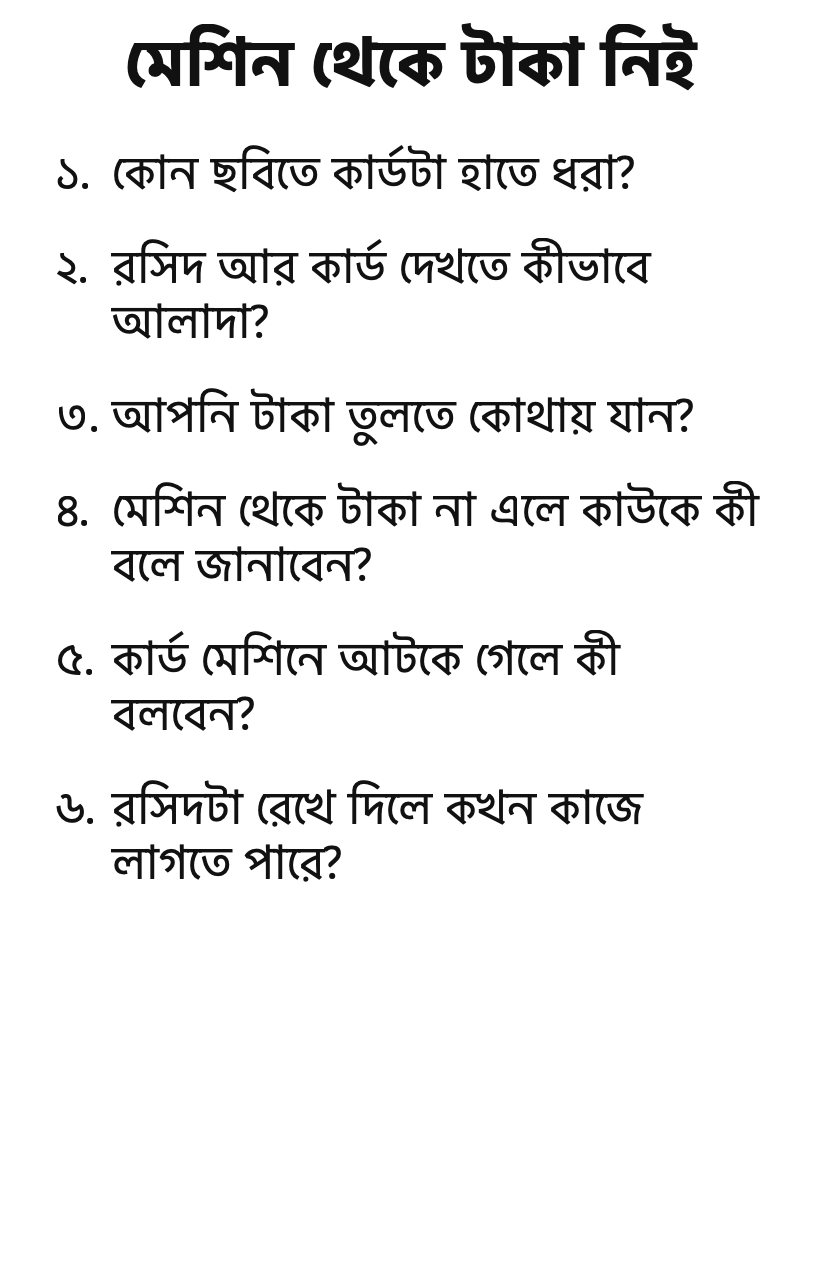 মেশিন থেকে টাকা নিই
১. কোন ছবিতে কার্ডটা হাতে ধরা?
২. রসিদ আর কার্ড দেখতে কীভাবে
আলাদা?
৩. আপনি টাকা তুলতে কোথায় যান?
৪. মেশিন থেকে টাকা না এলে কাউকে কী
বলে জানাবেন?
৫. কার্ড মেশিনে আটকে গেলে কী
বলবেন?
৬. রসিদটা রেখে দিলে কখন কাজে
লাগতে পারে?